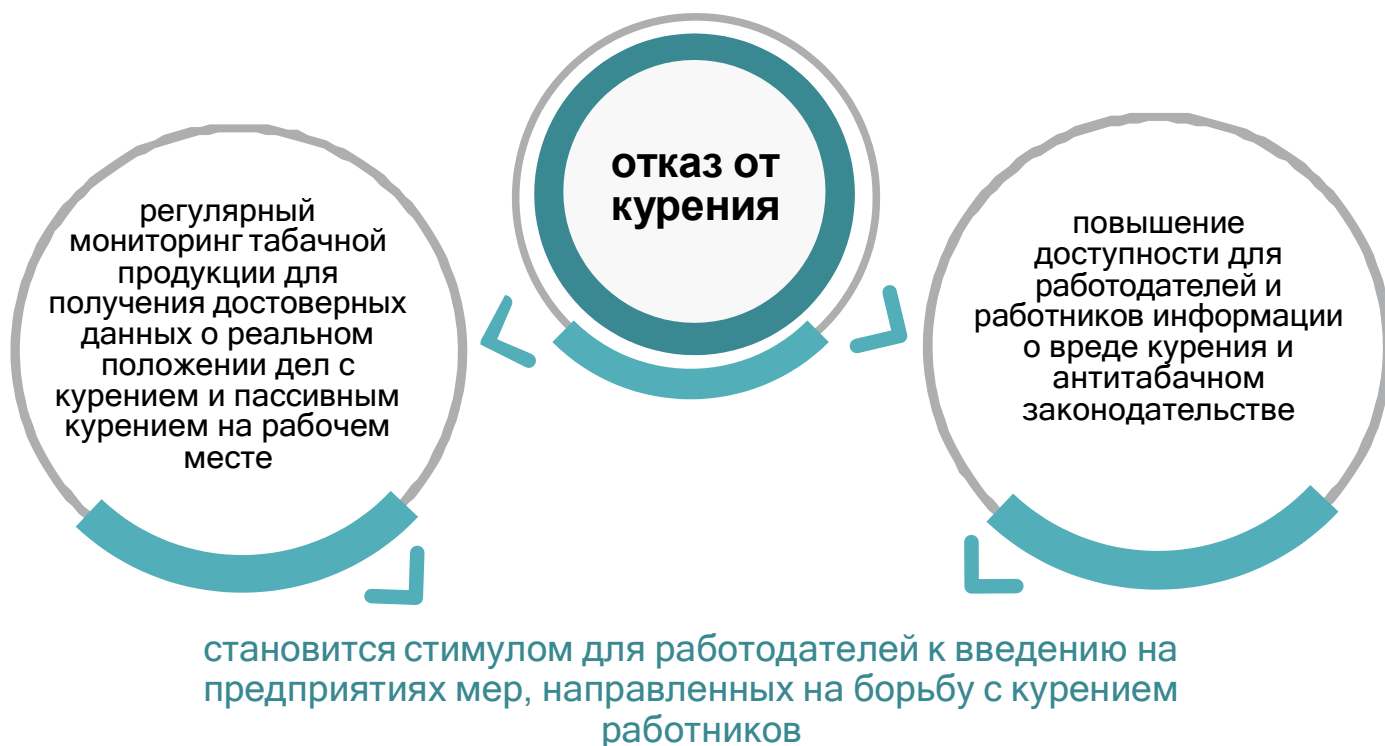 отказ от
курения
регулярный
мониторинг табачной
продукции для
получения достоверных
данных о реальном
положении дел с
курением и пассивным
курением на рабочем
месте
повышение
доступности для
работодателей и
работников информации
о вреде курения и
антитабачном
законодательстве
становится стимулом для работодателей к введению на
предприятиях мер, направленных на борьбу с курением
работников